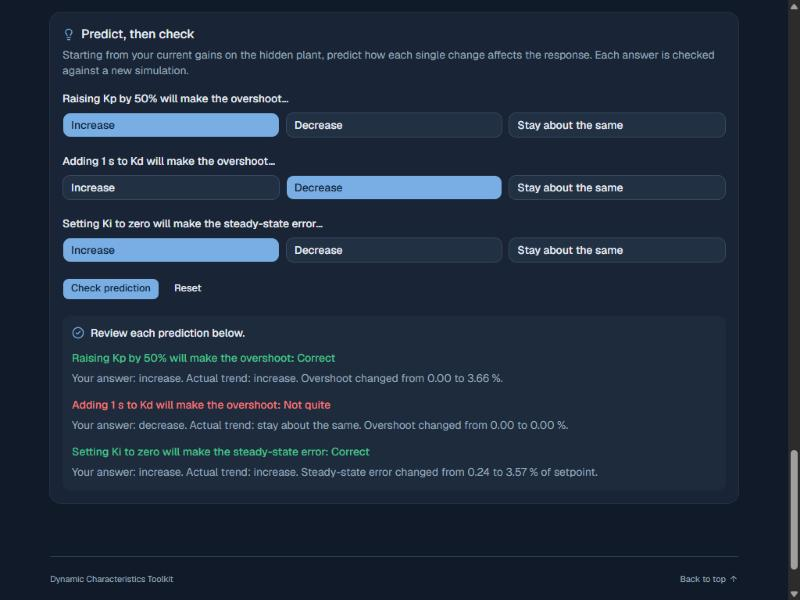 Predict, then check
Starting from your current gains on the hidden plant, predict how each single change affects the response. Each answer is checked
against a new simulation.
Raising Kp by 50% will make the overshoot...
Increase
Decrease
Stay about the same
Adding 1 s to Kd will make the overshoot...
Increase
Decrease
Stay about the same
Setting Ki to zero will make the steady-state error...
Increase
Decrease
Stay about the same
Check prediction
Reset
Review each prediction below.
Raising Kp by 50% will make the overshoot: Correct
Your answer: increase. Actual trend: increase. Overshoot changed from 0.00 to 3.66 %.
Adding 1 s to Kd will make the overshoot: Not quite
Your answer: decrease. Actual trend: stay about the same. Overshoot changed from 0.00 to 0.00 %.
Setting Ki to zero will make the steady-state error: Correct
Your answer: increase. Actual trend: increase. Steady-state error changed from 0.24 to 3.57 % of setpoint.
Dynamic Characteristics Toolkit
Back to top ↑